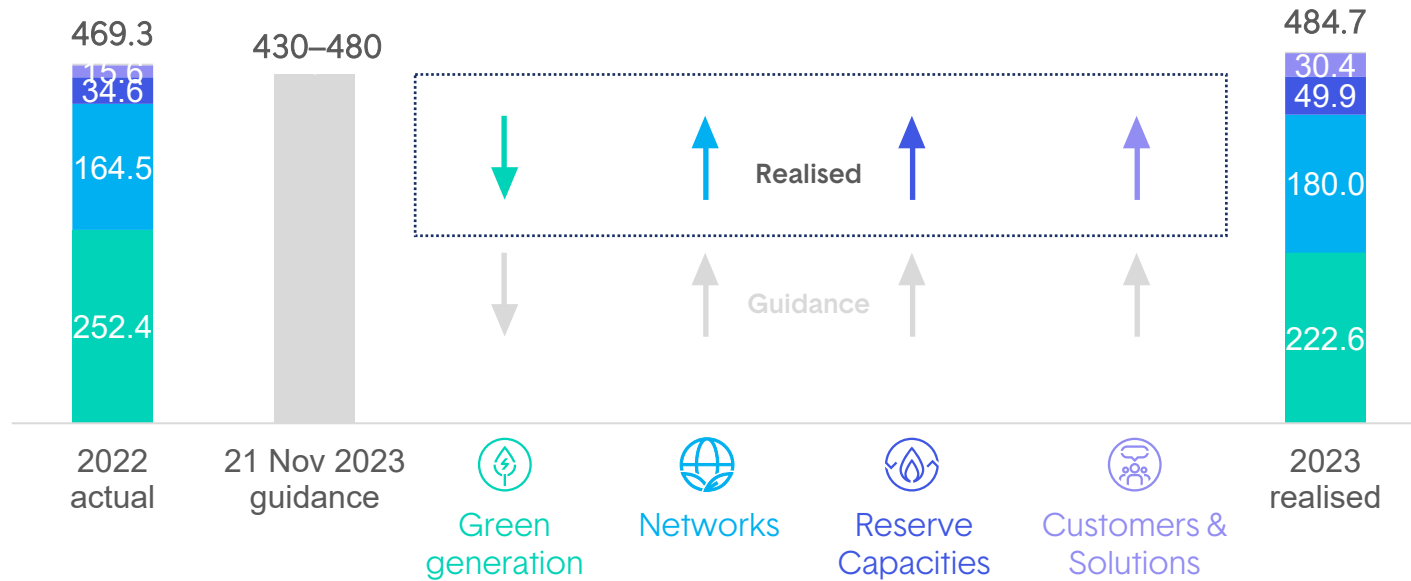 469.3
15.6
34.6
164.5
252.4
2022
actual
430–480
21 Nov 2023
guidance
Realised
Guidance
Green
generation
Networks
Reserve
Capacities
Customers &
Solutions
484.7
30.4
49.9
180.0
222.6
2023
realised